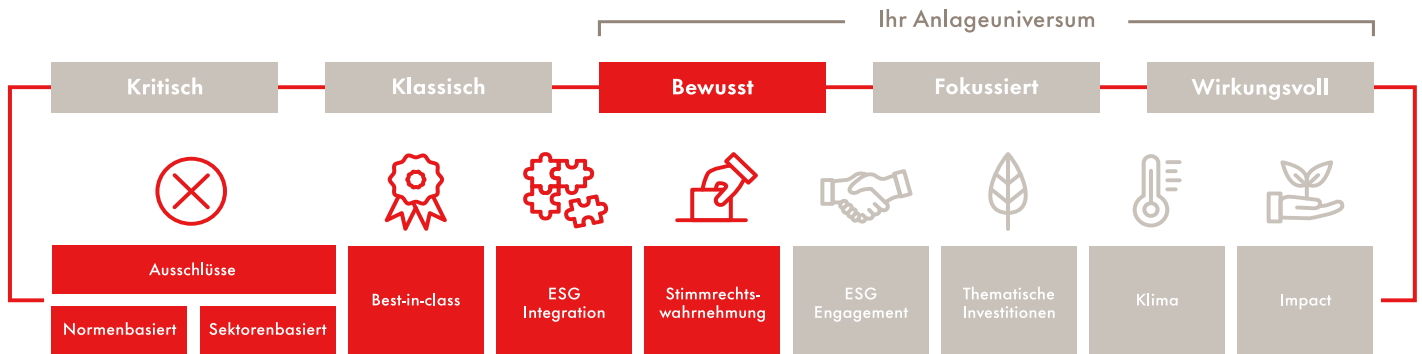 Ihr Anlageuniversum
Kritisch
Klassisch
Bewusst
Fokussiert
Wirkungsvoll
Ausschlüsse
Normenbasiert
Sektorenbasiert
Best-in-class
ESG
Integration
Stimmrechts-
wahrnehmung
ESG
Engagement
Thematische
Investitionen
Klima
Impact